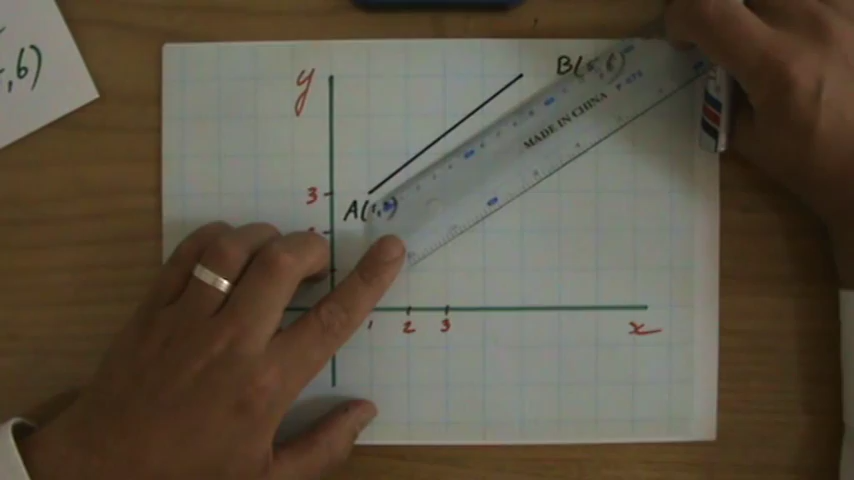 ,6)
y
B(5,6)
MADE IN CHINA
3
A(1,3)
1 2 3
x